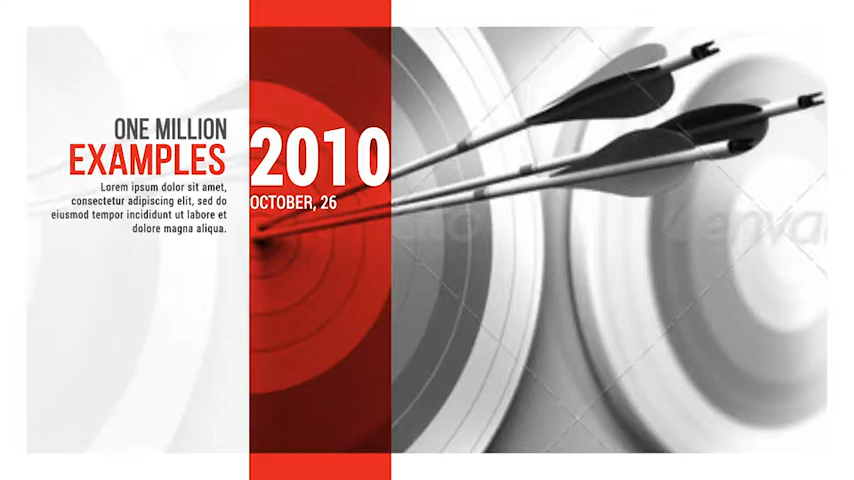 ONE MILLION
EXAMPLES
Lorem ipsum dolor sit amet,
consectetur adipiscing elit, sed do
eiusmod tempor incididunt ut labore et
dolore magna aliqua.
2010
OCTOBER, 26